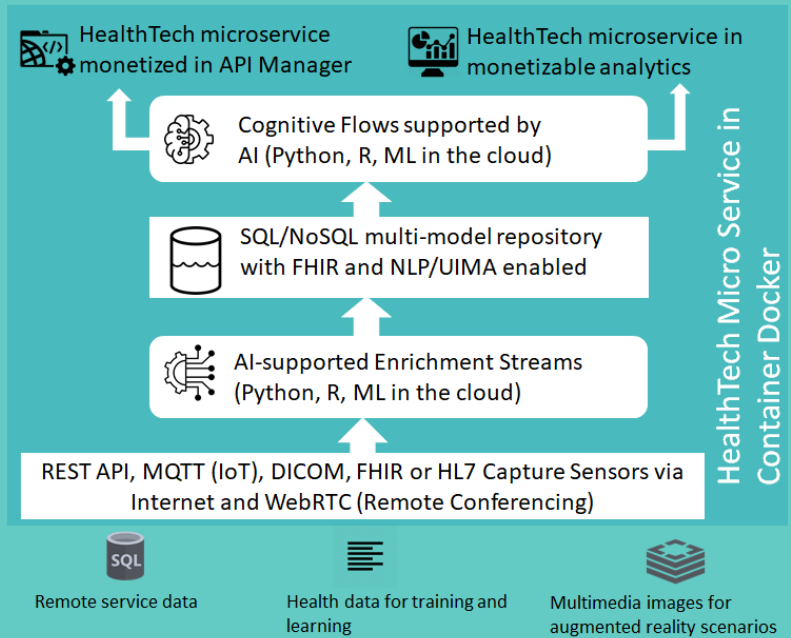 HealthTech microservice
monetized in API Manager
HealthTech microservice in
monetizable analytics
Cognitive Flows supported by
AI (Python, R, ML in the cloud)
SQL/NoSQL multi-model repository
with FHIR and NLP/UIMA enabled
AI-supported Enrichment Streams
(Python, R, ML in the cloud)
REST API, MQTT (IoT), DICOM, FHIR or HL7 Capture Sensors via
Internet and WebRTC (Remote Conferencing)
HealthTech Micro Service in
Container Docker
SQL
Remote service data
Health data for training and
learning
Multimedia images for
augmented reality scenarios